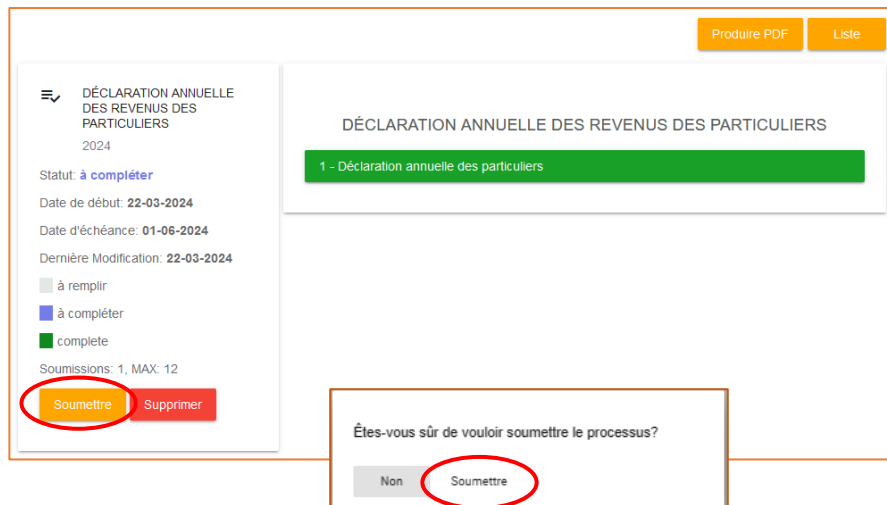 Produire PDF Liste
DÉCLARATION ANNUELLE
DES REVENUS DES
PARTICULIERS
2024
Statut: à compléter
Date de début: 22-03-2024
Date d'échéance: 01-06-2024
Dernière Modification: 22-03-2024
à remplir
à compléter
complete
Soumissions: 1, MAX: 12
Soumettre Supprimer
DÉCLARATION ANNUELLE DES REVENUS DES PARTICULIERS
1 - Déclaration annuelle des particuliers
Êtes-vous sûr de vouloir soumettre le processus?
Non Soumettre